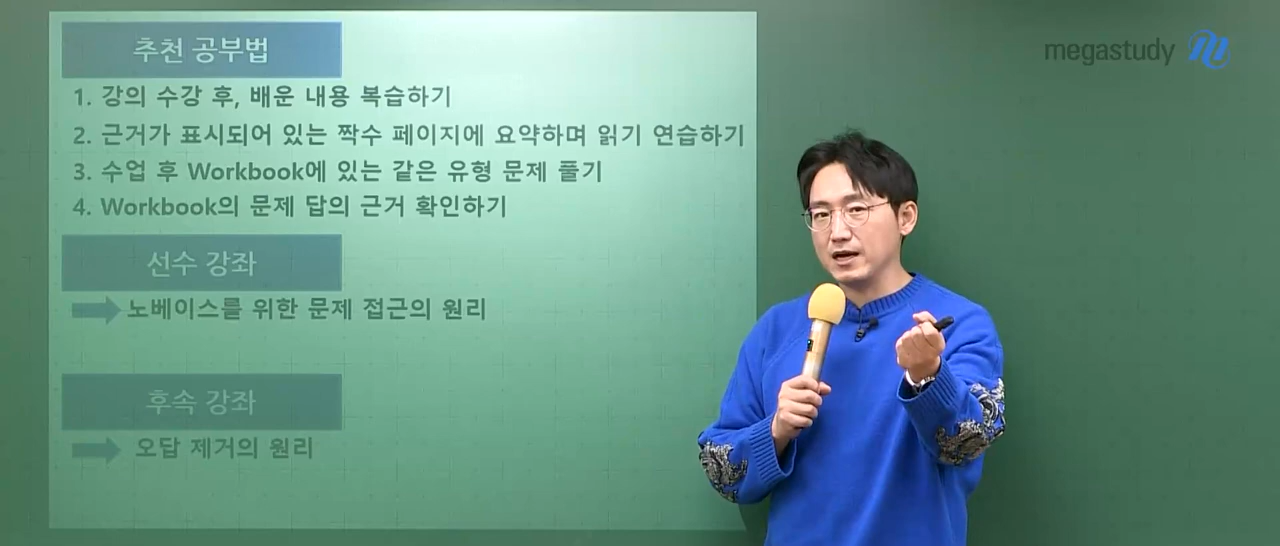 추천 공부법
megastudy
1. 강의 수강 후, 배운 내용 복습하기
2. 근거가 표시되어 있는 짝수 페이지에 요약하며 읽기 연습하기
3. 수업 후 Workbook에 있는 같은 유형 문제 풀기
4. Workbook의 문제 답의 근거 확인하기
선수 강좌
노베이스를 위한 문제 접근의 원리
후속 강좌
오답 제거의 원리